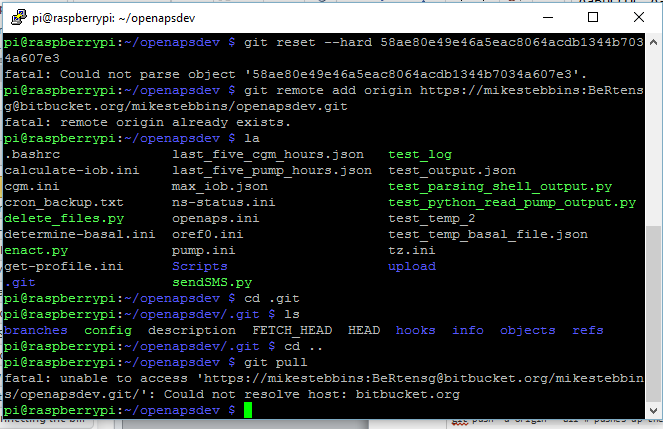 pi@raspberrypi: ~/openapsdev
pi@raspberrypi:~/openapsdev $ git reset --hard 58ae80e49e46a5eac8064acdb1344b703
4a607e3
fatal: Could not parse object '58ae80e49e46a5eac8064acdb1344b7034a607e3'.
pi@raspberrypi:~/openapsdev $ git remote add origin https://mikestebbins:BeRtensg@bitbucket.org/mikestebbins/openapsdev.git
fatal: remote origin already exists.
pi@raspberrypi:~/openapsdev $ la
.bashrc last_five_cgm_hours.json test_log
calculate-iob.ini last_five_pump_hours.json test_output.json
cgm.ini max_iob.json test_parsing_shell_output.py
cron_backup.txt ns-status.ini test_python_read_pump_output.py
delete_files.py openaps.ini test_temp_2
determine-basal.ini oref0.ini test_temp_basal_file.json
enact.py pump.ini tz.ini
get-profile.ini Scripts upload
.git sendSMS.py
pi@raspberrypi:~/openapsdev $ cd .git
pi@raspberrypi:~/openapsdev/.git $ ls
branches config description FETCH_HEAD HEAD hooks info objects refs
pi@raspberrypi:~/openapsdev/.git $ cd ..
pi@raspberrypi:~/openapsdev $ git pull
fatal: unable to access 'https://mikestebbins:BeRtensg@bitbucket.org/mikestebbin
s/openapsdev.git/': Could not resolve host: bitbucket.org
pi@raspberrypi:~/openapsdev $